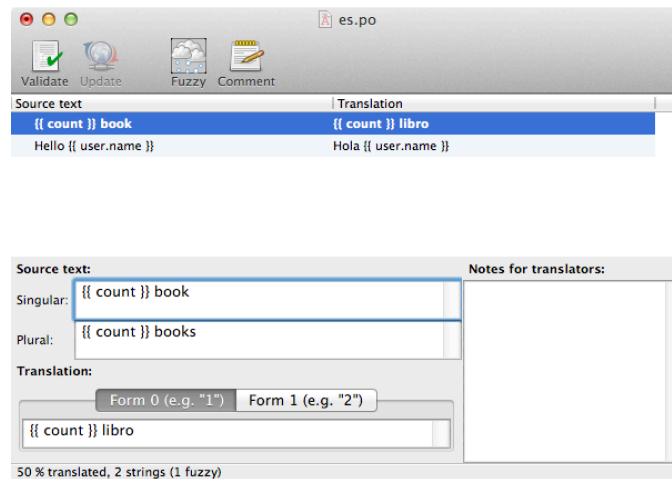 es.po
Validate Update Fuzzy Comment
Source text Translation
{{ count }} book {{ count }} libro
Hello {{ user.name }} Hola {{ user.name }}
Source text: Notes for translators:
Singular: {{ count }} book
Plural: {{ count }} books
Translation:
Form 0 (e.g. "1") Form 1 (e.g. "2")
{{ count }} libro
50 % translated, 2 strings (1 fuzzy)